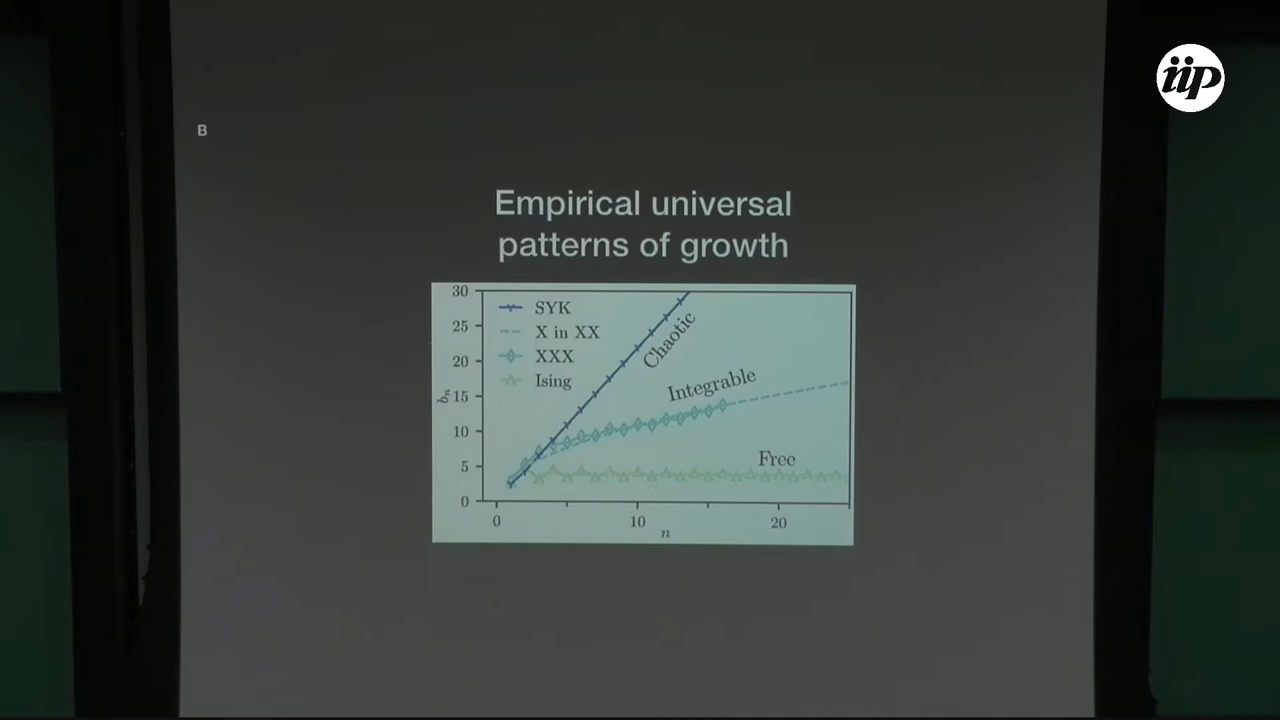 iip
B
Empirical universal
patterns of growth
30
25
20
15
10
5
0
b_n
SYK
X in XX
XXX
Ising
Chaotic
Integrable
Free
0
10
20
n